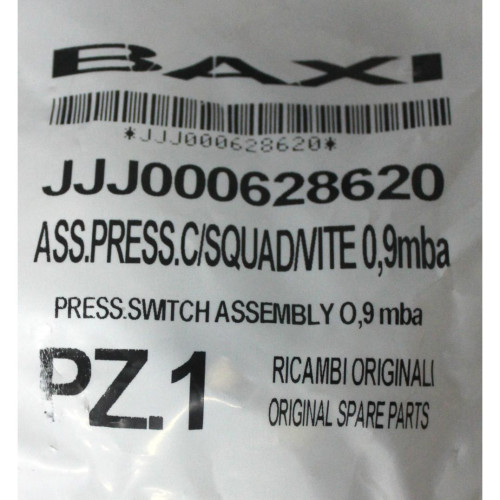 BAXI
*JJJ000628620*
JJJ000628620
ASS.PRESS.C/SQUAD/VITE 0,9mba
PRESS.SWITCH ASSEMBLY 0,9 mba
PZ.1
RICAMBI ORIGINALI
ORIGINAL SPARE PARTS